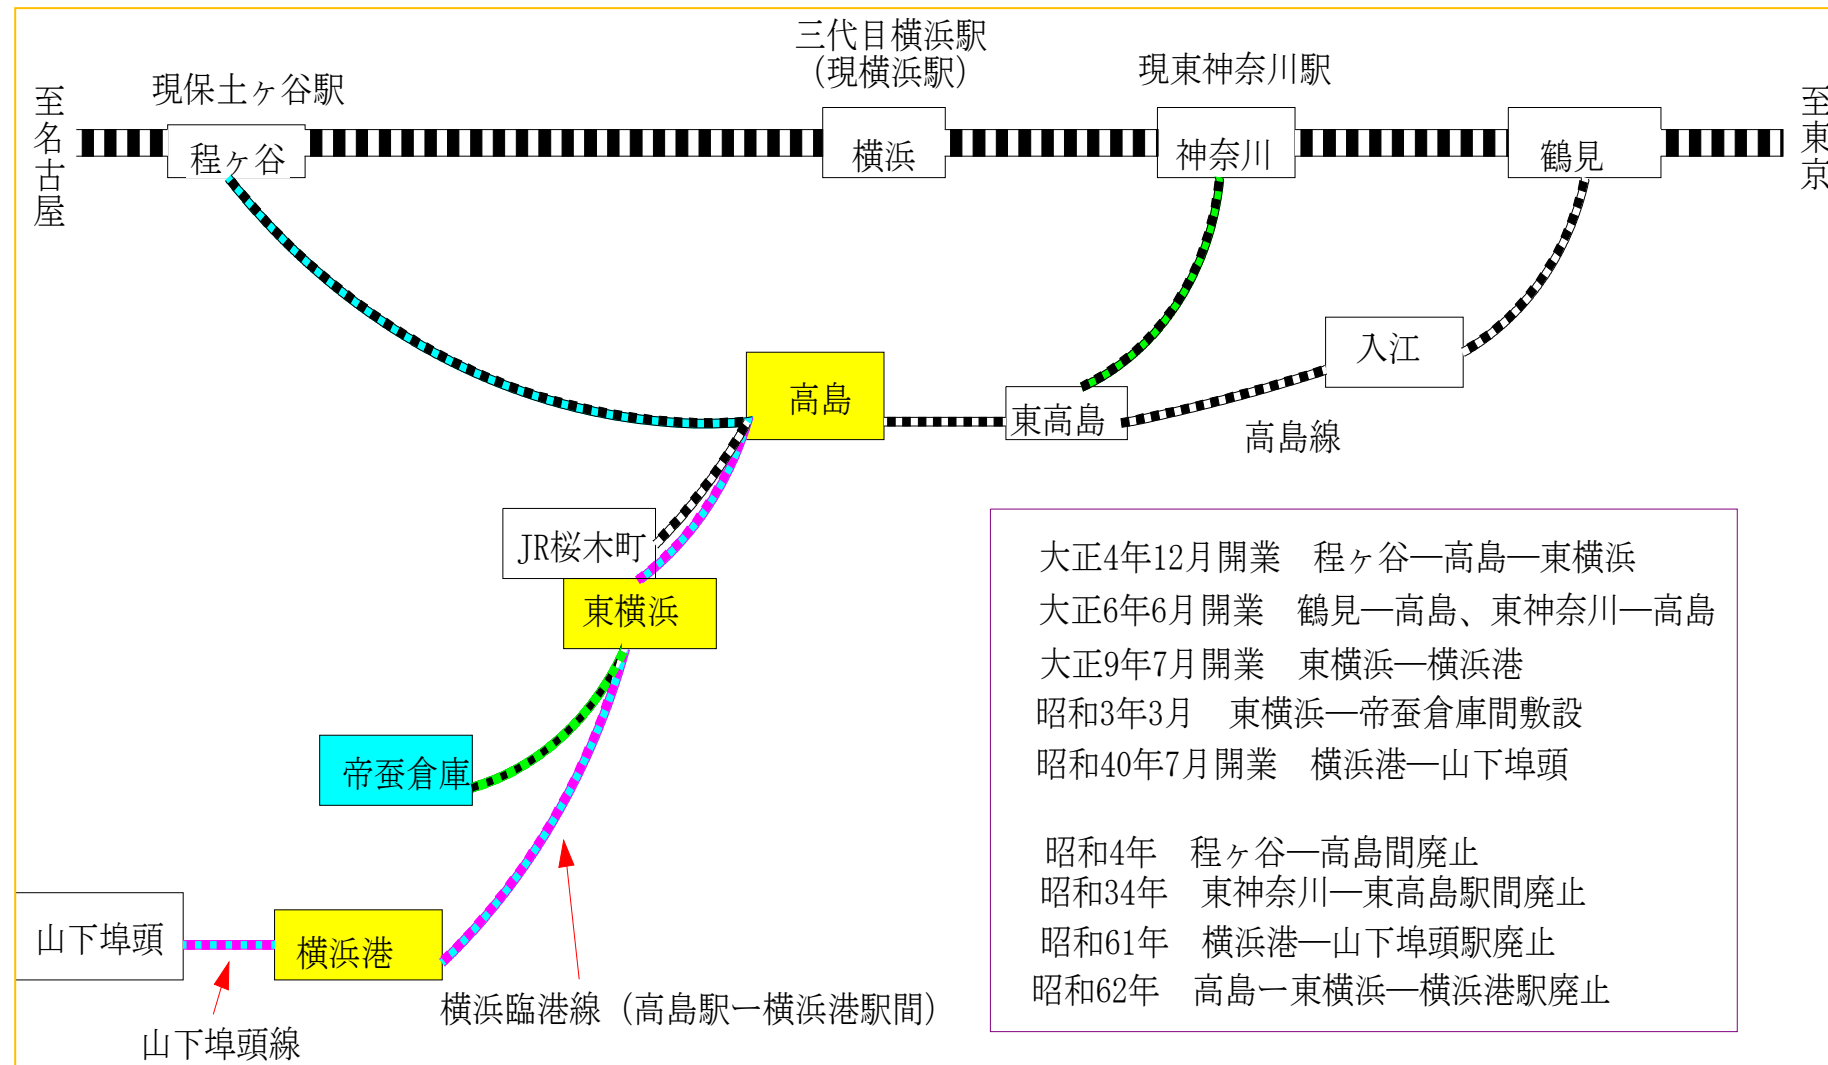 三代目横浜駅
(現横浜駅)
現保土ヶ谷駅
現東神奈川駅
至名古屋
至東京
程ヶ谷
横浜
神奈川
鶴見
入江
高島
東高島
高島線
JR桜木町
東横浜
帝蚕倉庫
山下埠頭
横浜港
横浜臨港線(高島駅ー横浜港駅間)
山下埠頭線
大正4年12月開業　程ヶ谷―高島―東横浜
大正6年6月開業　鶴見―高島、東神奈川―高島
大正9年7月開業　東横浜―横浜港
昭和3年3月　東横浜―帝蚕倉庫間敷設
昭和40年7月開業　横浜港―山下埠頭
昭和4年　程ヶ谷―高島間廃止
昭和34年　東神奈川―東高島駅間廃止
昭和61年　横浜港―山下埠頭駅廃止
昭和62年　高島ー東横浜―横浜港駅廃止